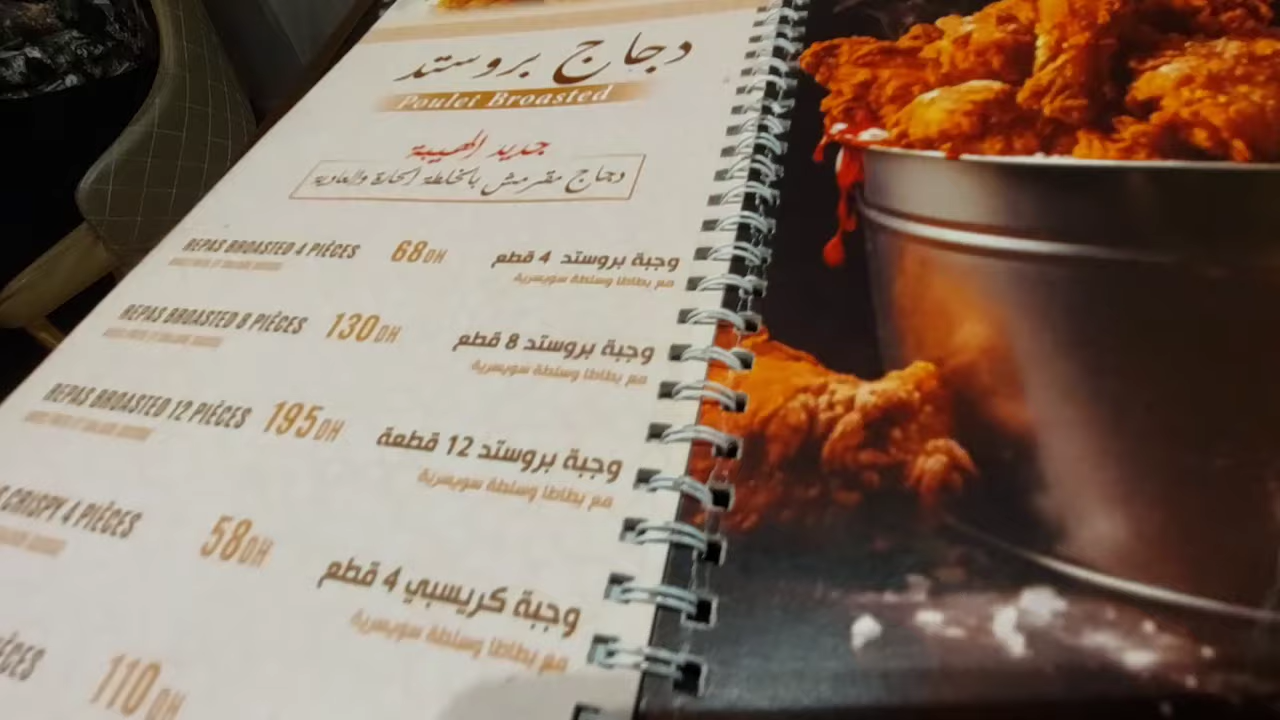 دجاج بروستد
Poulet Broasted
جديد الهيبة
دجاج مقرمش بالخلطة الحارة والعادية
REPAS BROASTED 4 PIÈCES 68DH وجبة بروستد 4 قطع
مع بطاطا وسلطة سويسرية
REPAS BROASTED 8 PIÈCES 130DH وجبة بروستد 8 قطع
مع بطاطا وسلطة سويسرية
REPAS BROASTED 12 PIÈCES 195DH وجبة بروستد 12 قطعة
مع بطاطا وسلطة سويسرية
CRISPY 4 PIÈCES 58DH وجبة كريسبي 4 قطع
مع بطاطا وسلطة سويسرية
110DH